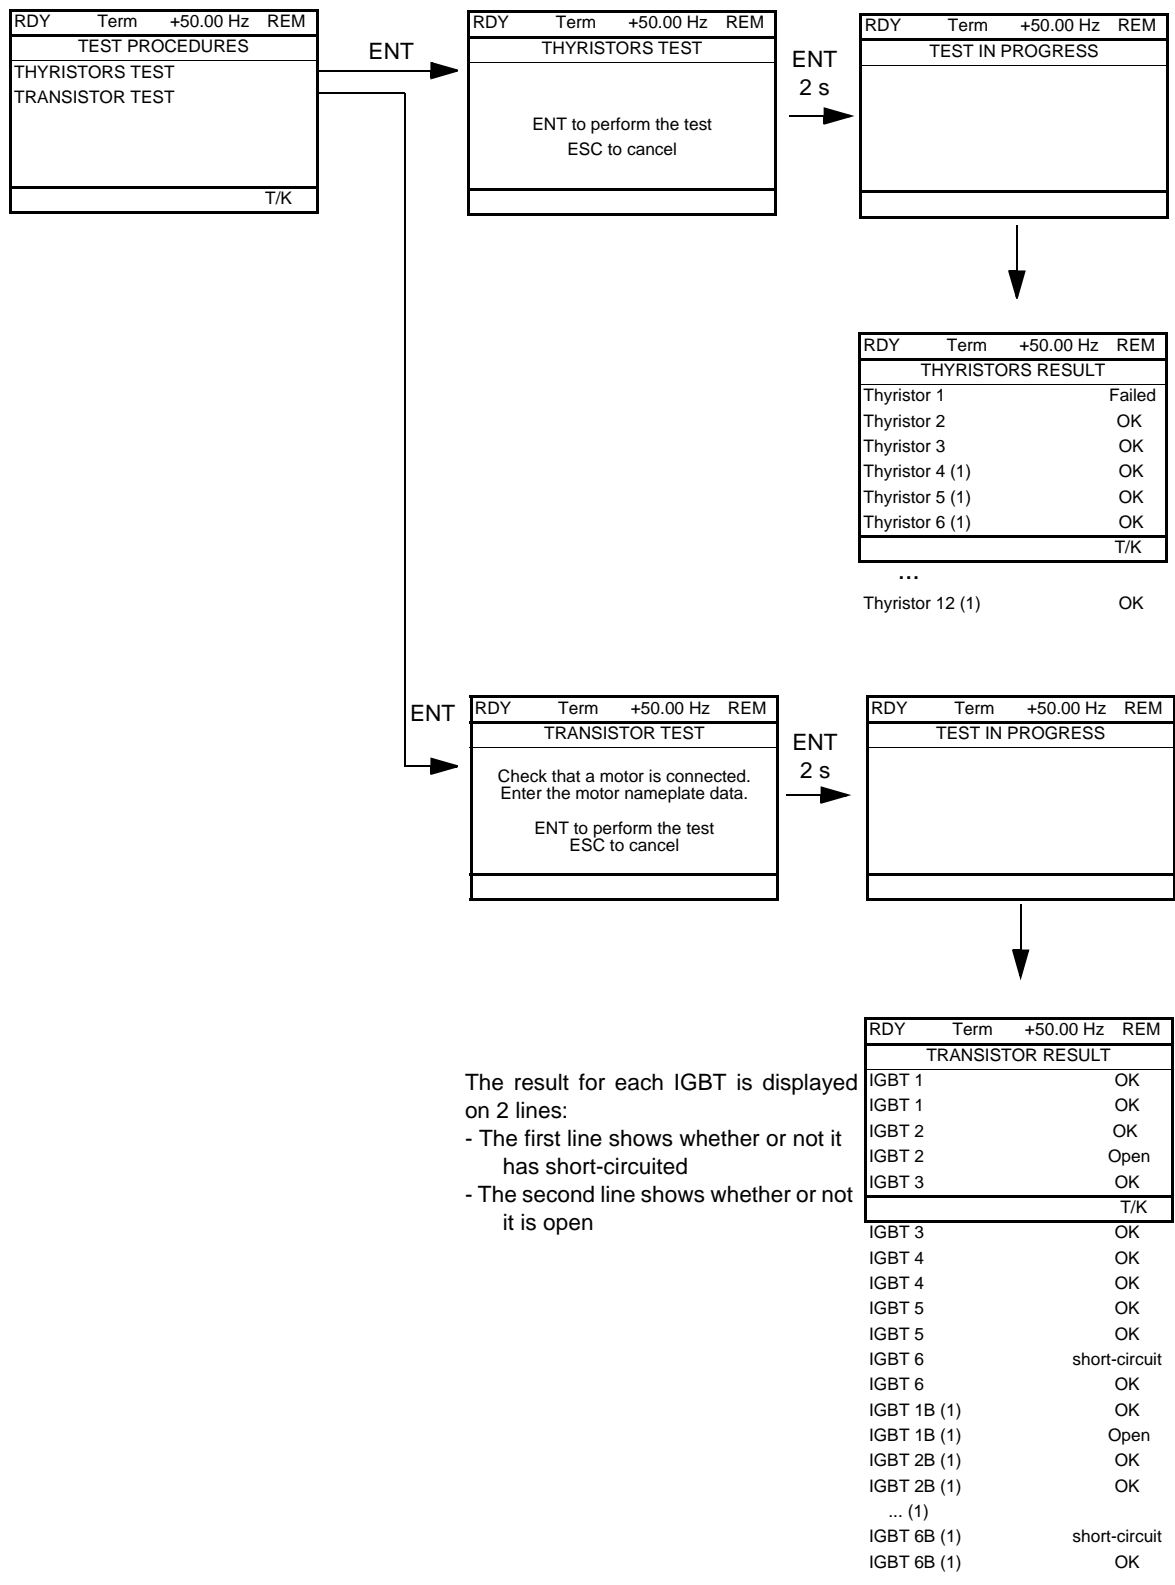 RDY Term +50.00 Hz REM
TEST PROCEDURES
THYRISTORS TEST
TRANSISTOR TEST
T/K
ENT
RDY Term +50.00 Hz REM
THYRISTORS TEST
ENT to perform the test
ESC to cancel
ENT
2 s
RDY Term +50.00 Hz REM
TEST IN PROGRESS
RDY Term +50.00 Hz REM
THYRISTORS RESULT
Thyristor 1 Failed
Thyristor 2 OK
Thyristor 3 OK
Thyristor 4 (1) OK
Thyristor 5 (1) OK
Thyristor 6 (1) OK
T/K
...
Thyristor 12 (1) OK
ENT
RDY Term +50.00 Hz REM
TRANSISTOR TEST
Check that a motor is connected.
Enter the motor nameplate data.
ENT to perform the test
ESC to cancel
ENT
2 s
RDY Term +50.00 Hz REM
TEST IN PROGRESS
The result for each IGBT is displayed
on 2 lines:
- The first line shows whether or not it
has short-circuited
- The second line shows whether or not
it is open
RDY Term +50.00 Hz REM
TRANSISTOR RESULT
IGBT 1 OK
IGBT 1 OK
IGBT 2 OK
IGBT 2 Open
IGBT 3 OK
T/K
IGBT 3 OK
IGBT 4 OK
IGBT 4 OK
IGBT 5 OK
IGBT 5 OK
IGBT 6 short-circuit
IGBT 6 OK
IGBT 1B (1) OK
IGBT 1B (1) Open
IGBT 2B (1) OK
IGBT 2B (1) OK
... (1)
IGBT 6B (1) short-circuit
IGBT 6B (1) OK